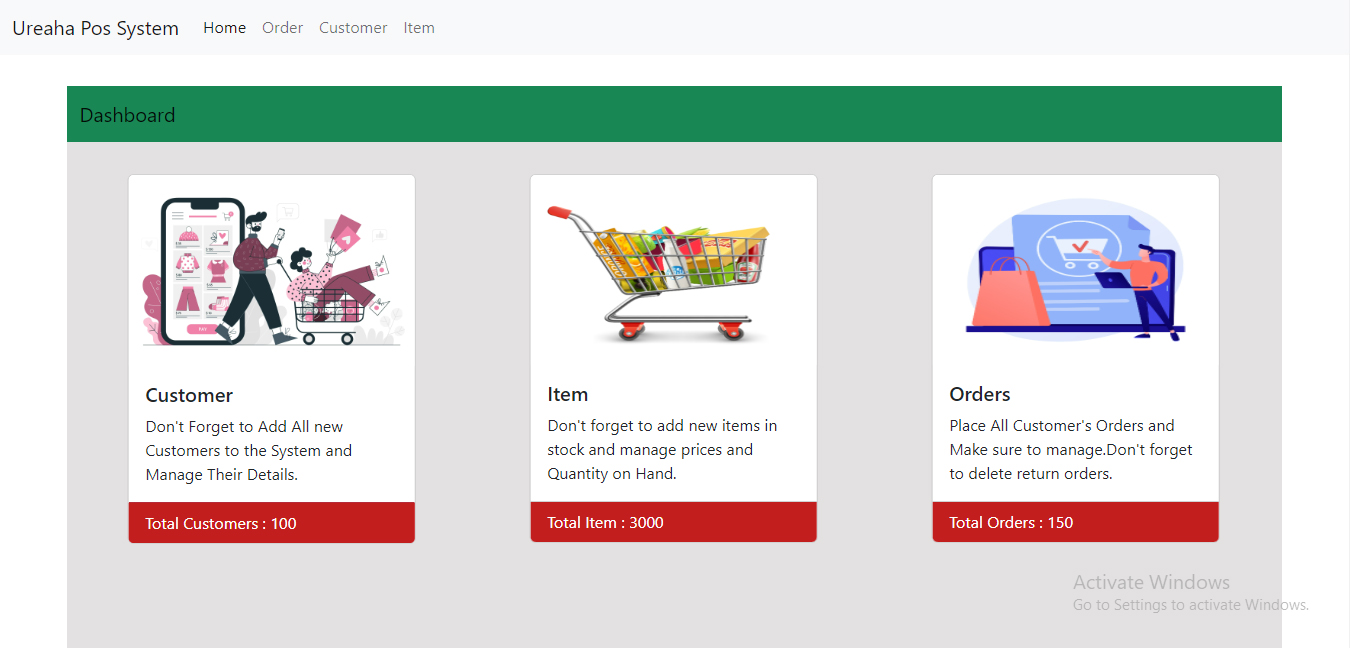 Ureaha Pos System Home Order Customer Item
Dashboard
PAY
Customer
Don't Forget to Add All new
Customers to the System and
Manage Their Details.
Total Customers : 100
Item
Don't forget to add new items in
stock and manage prices and
Quantity on Hand.
Total Item : 3000
Orders
Place All Customer's Orders and
Make sure to manage.Don't forget
to delete return orders.
Total Orders : 150
Activate Windows
Go to Settings to activate Windows.